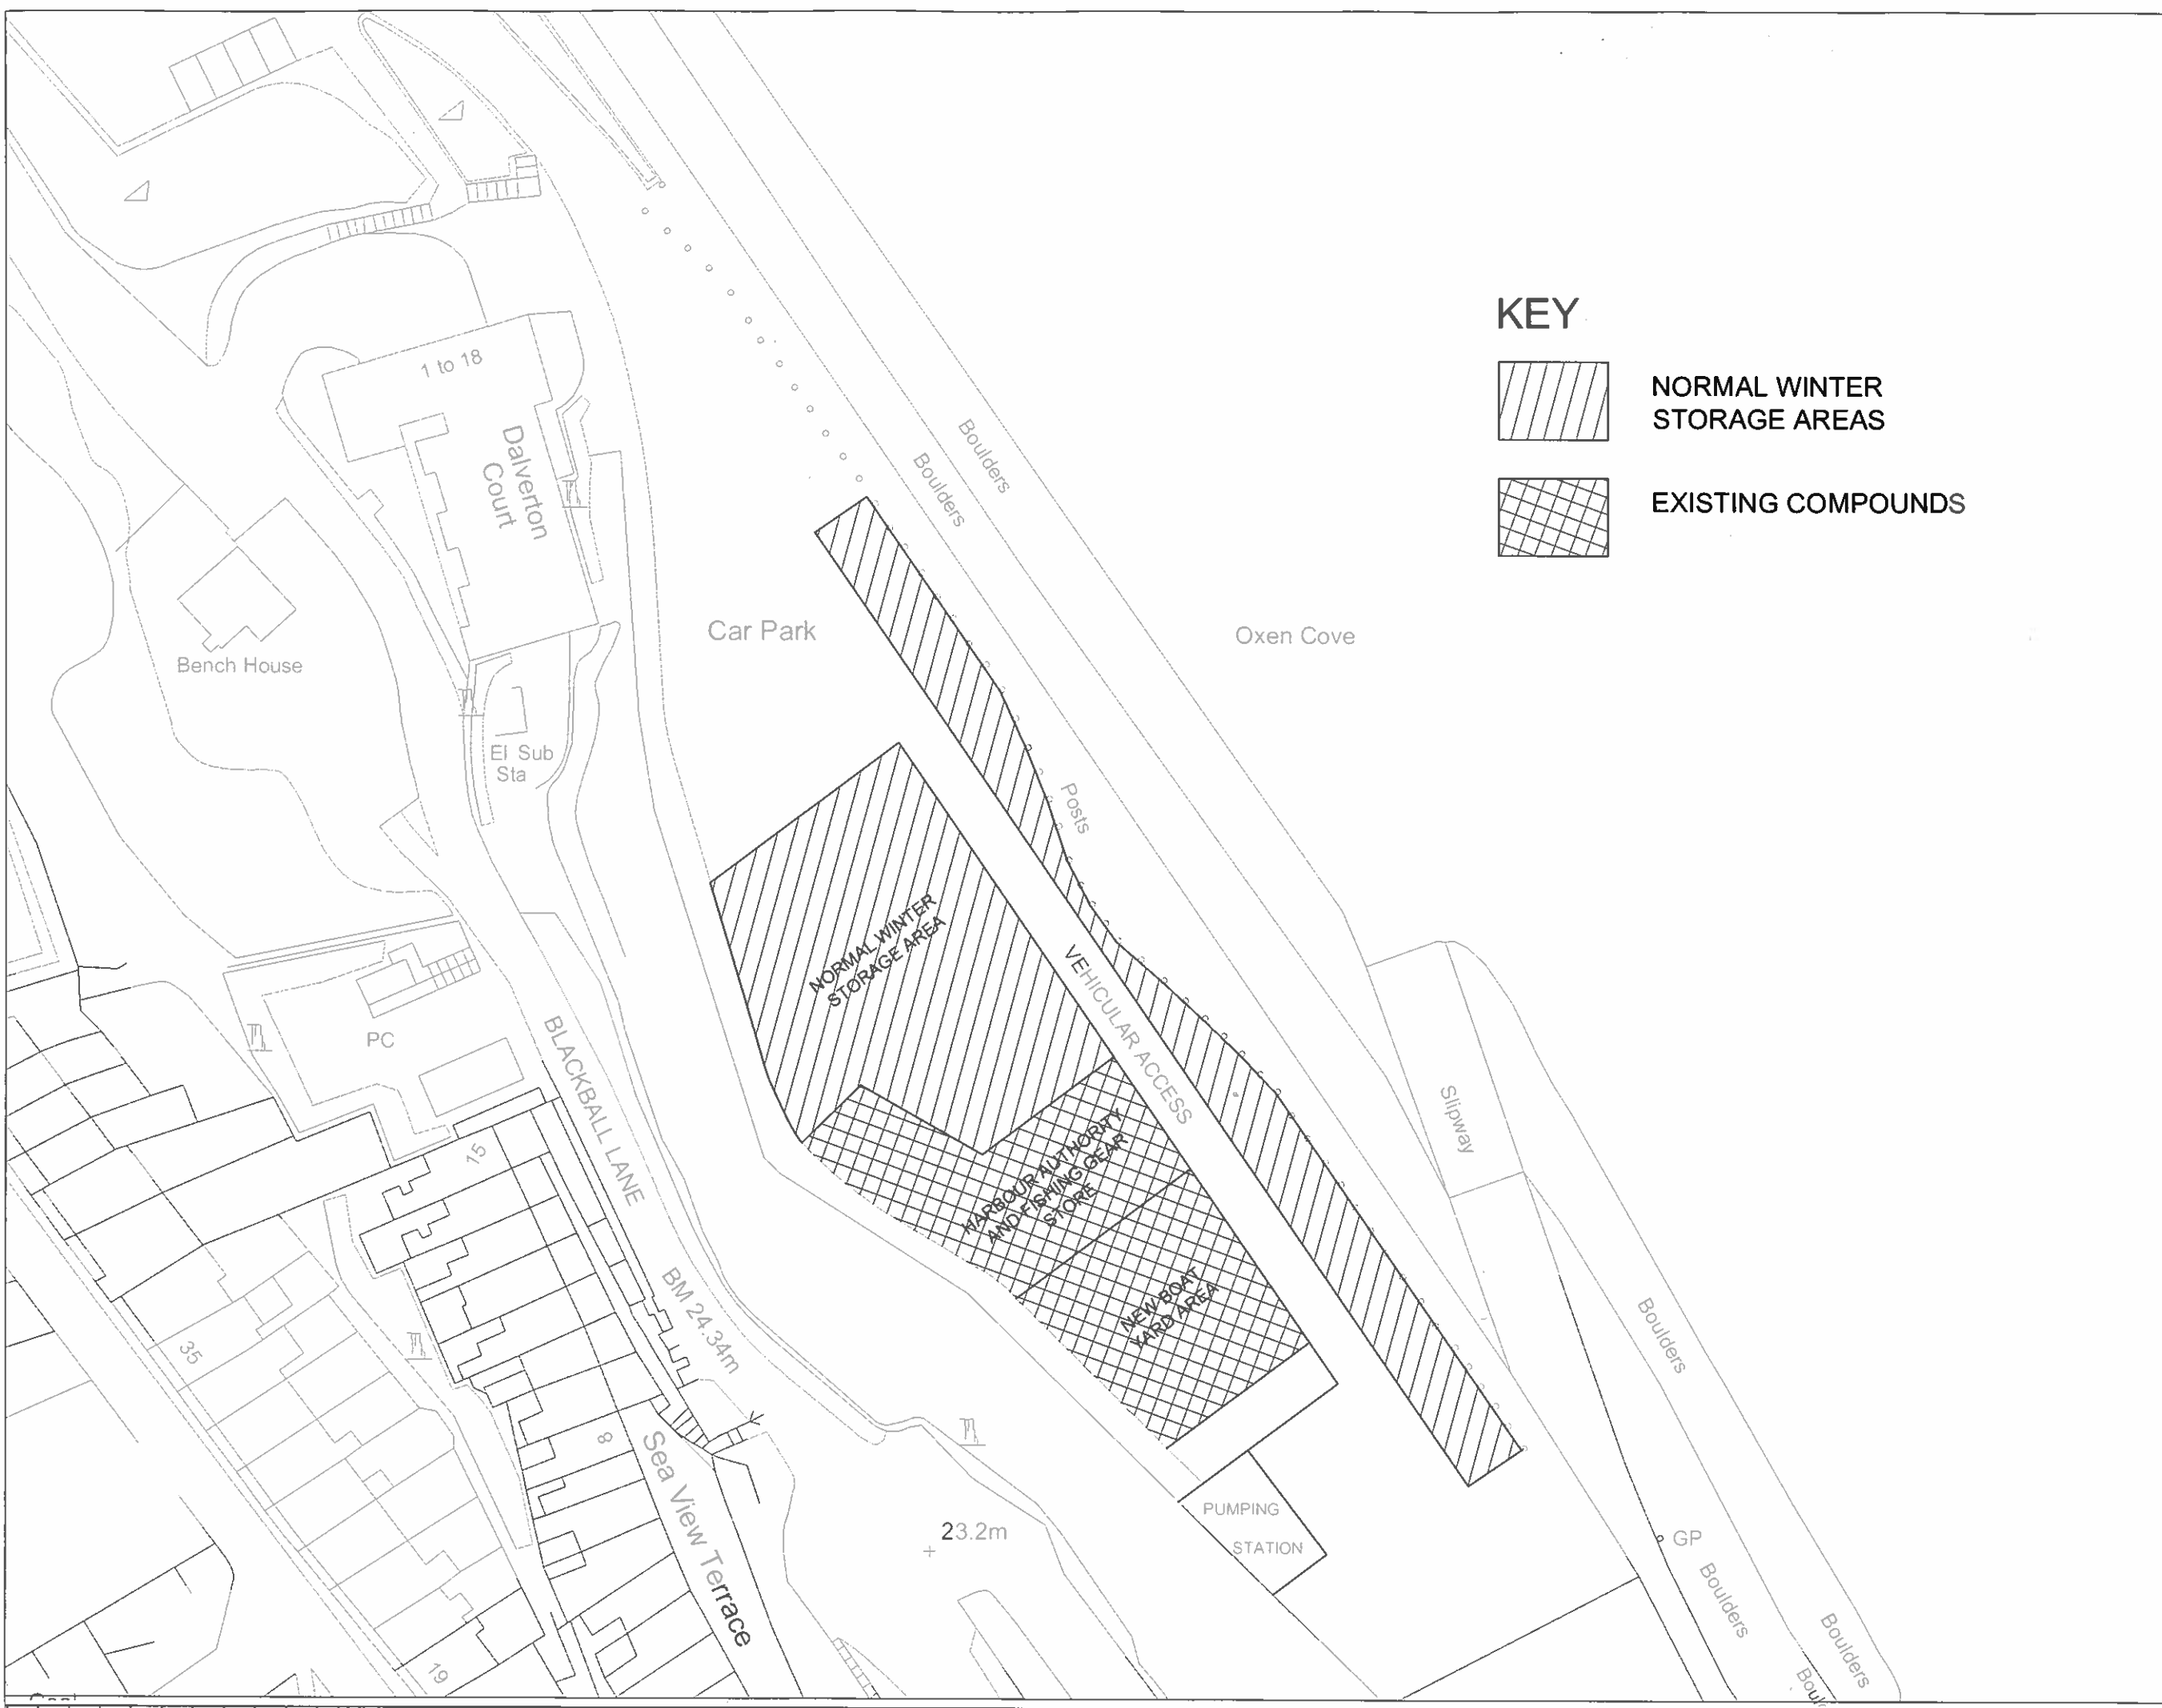 KEY
NORMAL WINTER
STORAGE AREAS
EXISTING COMPOUNDS
1 to 18
Dalverton
Court
Boulders
Boulders
Car Park
Oxen Cove
Bench House
El Sub
Sta
Posts
NORMAL WINTER
STORAGE AREA
VEHICULAR ACCESS
PC
BLACKBALL LANE
Slipway
15
HARBOUR AUTHORITY
AND FISHING GEAR
STORE
NEW BOAT
YARD AREA
BM 24.34m
35
Boulders
8
Sea View Terrace
23.2m
PUMPING
STATION
GP
Boulders
Boulders
19